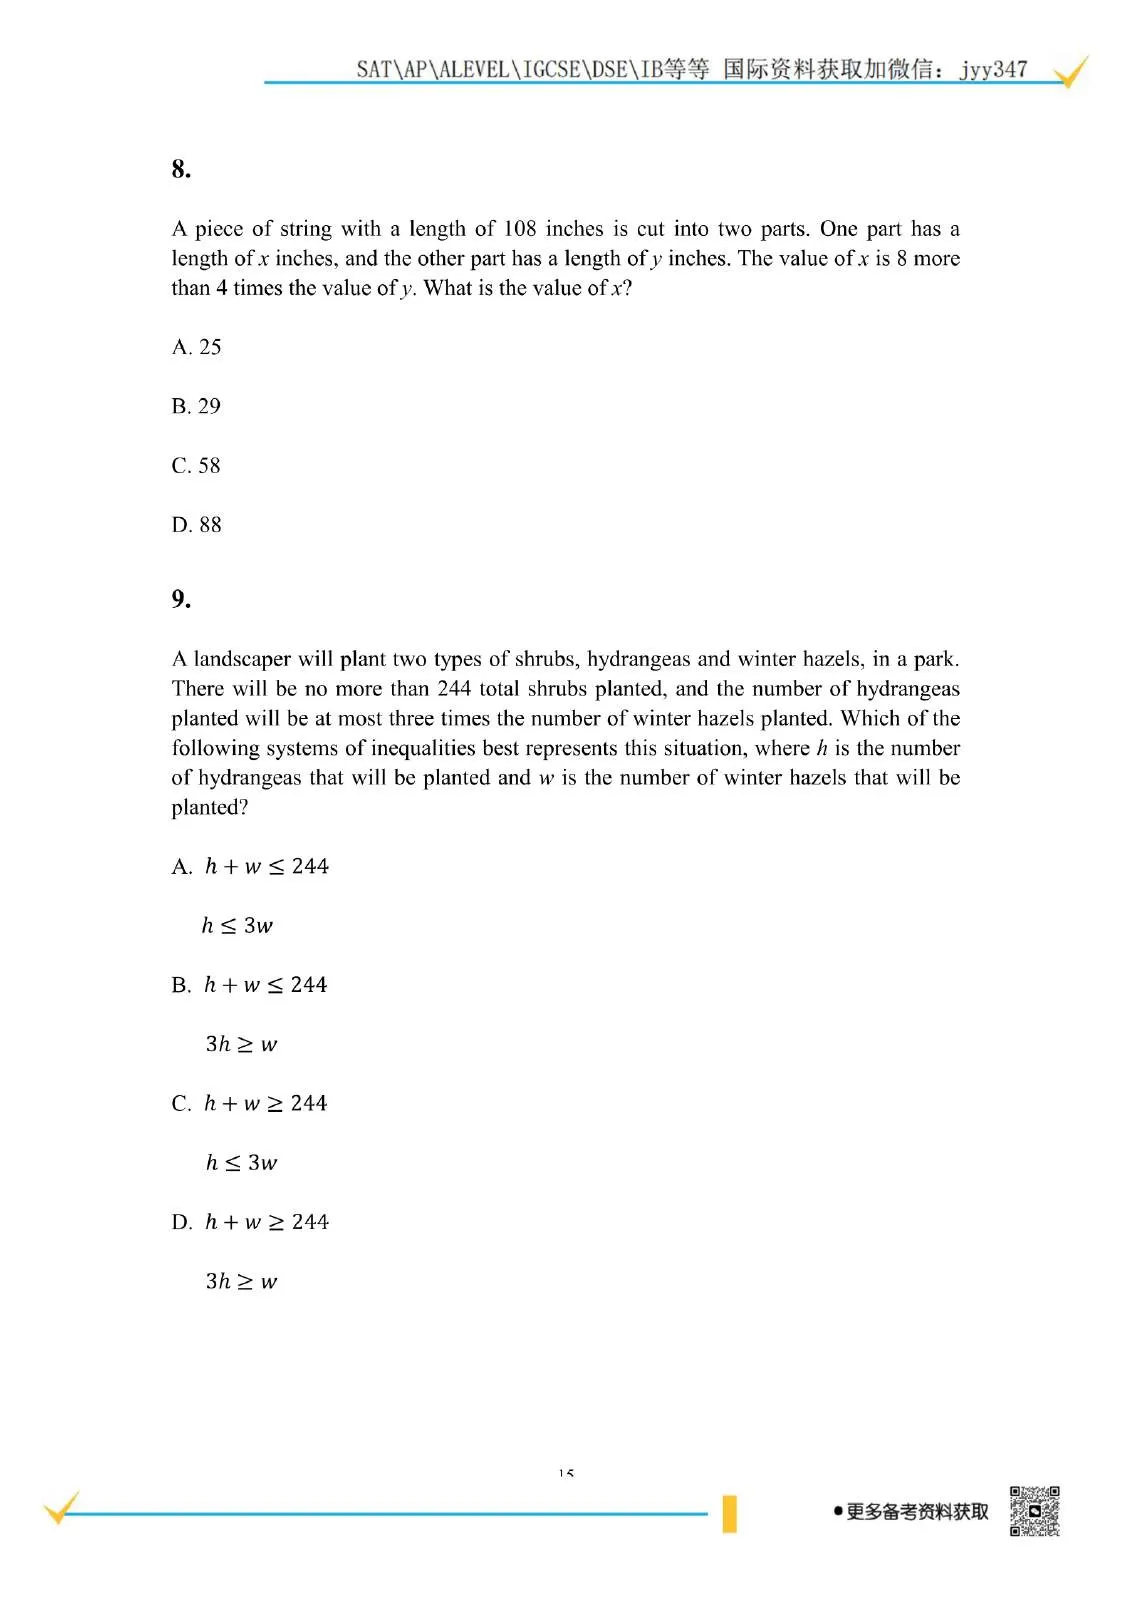 SAT\AP\ALEVEL\IGCSE\DSE\IB等等 国际资料获取加微信：jyy347
8.
A piece of string with a length of 108 inches is cut into two parts. One part has a
length of x inches, and the other part has a length of y inches. The value of x is 8 more
than 4 times the value of y. What is the value of x?
A. 25
B. 29
C. 58
D. 88
9.
A landscaper will plant two types of shrubs, hydrangeas and winter hazels, in a park.
There will be no more than 244 total shrubs planted, and the number of hydrangeas
planted will be at most three times the number of winter hazels planted. Which of the
following systems of inequalities best represents this situation, where h is the number
of hydrangeas that will be planted and w is the number of winter hazels that will be
planted?
A. h + w ≤ 244
h ≤ 3w
B. h + w ≤ 244
3h ≥ w
C. h + w ≥ 244
h ≤ 3w
D. h + w ≥ 244
3h ≥ w
15
●更多备考资料获取